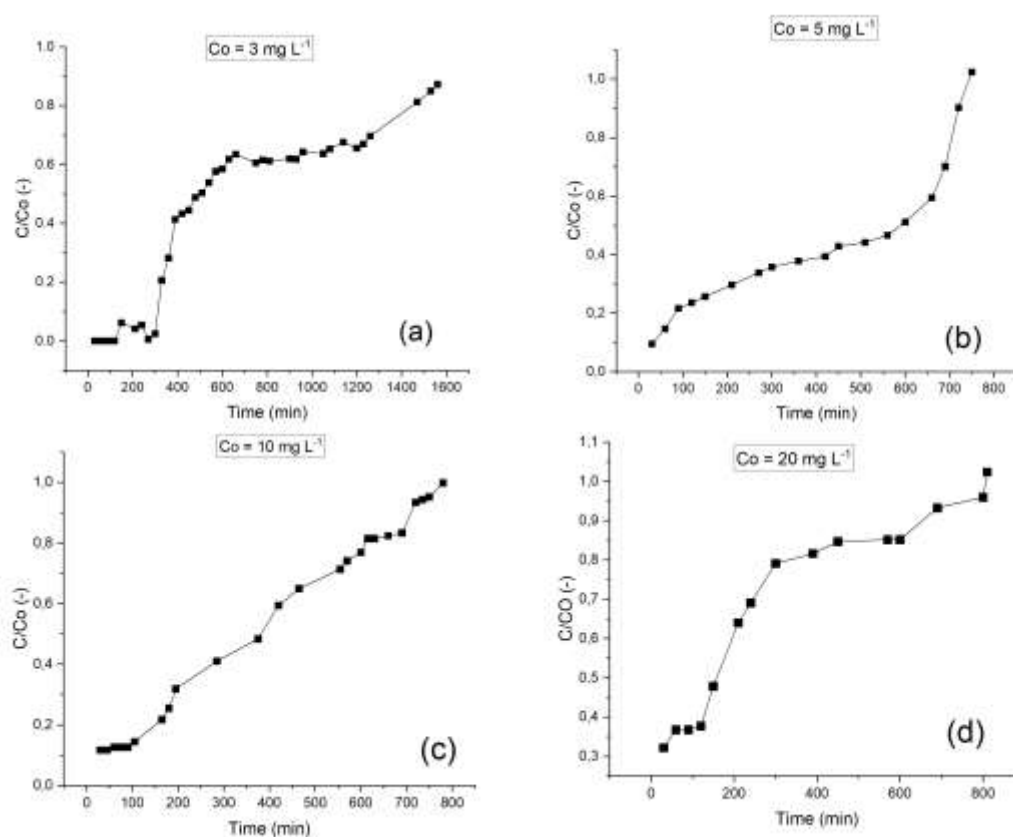 Co = 3 mg L⁻¹
1.0
0.8
0.6
0.4
0.2
0.0
C/Co (-)
(a)
0 200 400 600 800 1000 1200 1400 1600
Time (min)
Co = 5 mg L⁻¹
1.0
0.8
0.6
0.4
0.2
0.0
C/Co (-)
(b)
0 100 200 300 400 500 600 700 800
Time (min)
Co = 10 mg L⁻¹
1,0
0,8
0,6
0,4
0,2
0,0
C/Co (-)
(c)
0 100 200 300 400 500 600 700 800
Time (min)
Co = 20 mg L⁻¹
1,1
1,0
0,9
0,8
0,7
0,6
0,5
0,4
0,3
C/CO (-)
(d)
0 200 400 600 800
Time (min)